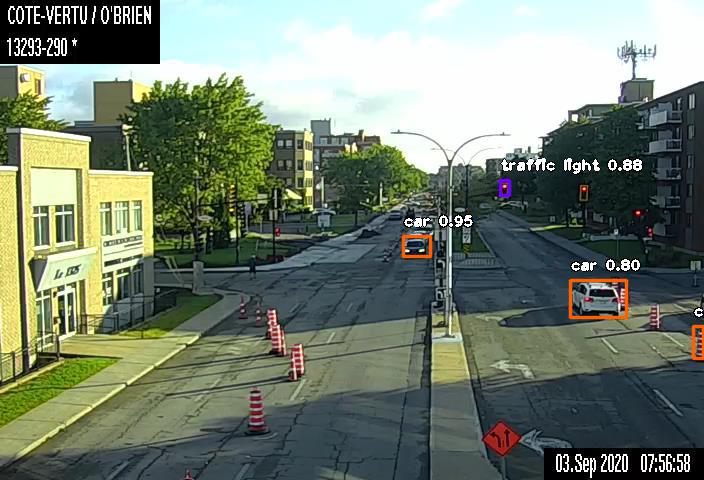 COTE-VERTU / O'BRIEN
13293-290 *
traffic light 0.88
car 0.95
car 0.80
c
03.Sep 2020 07:56:58